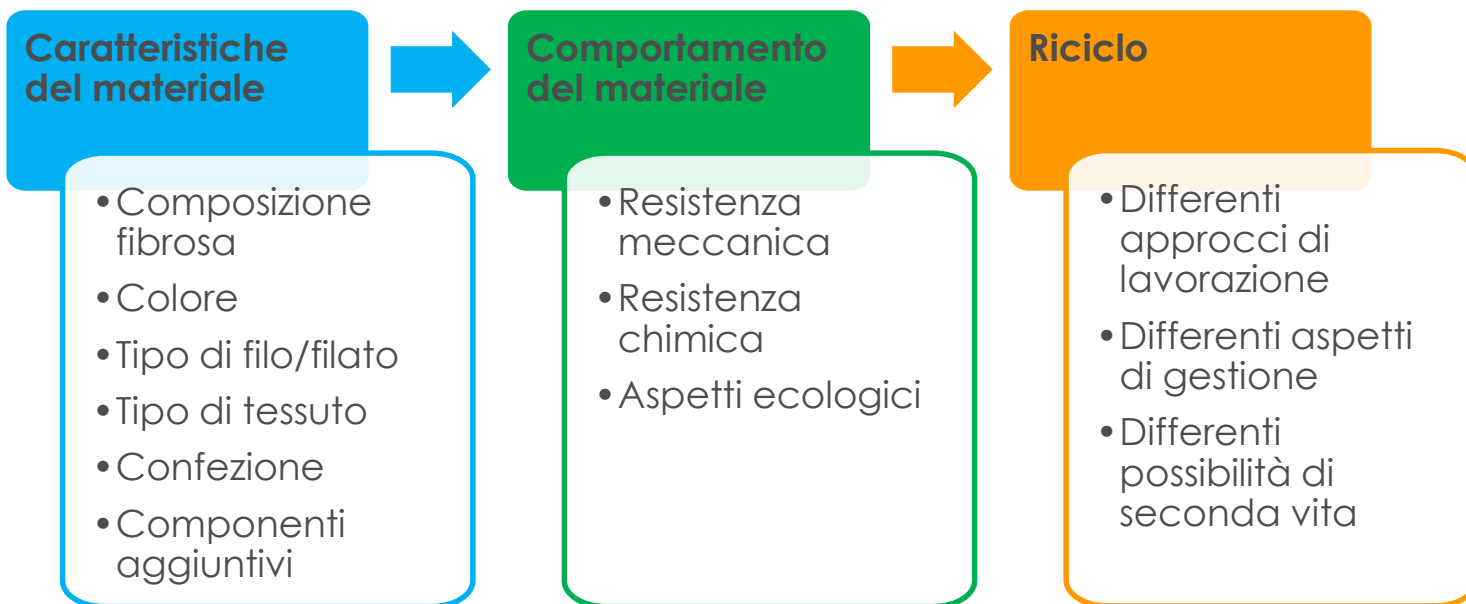 Caratteristiche
del materiale
• Composizione
fibrosa
• Colore
• Tipo di filo/filato
• Tipo di tessuto
• Confezione
• Componenti
aggiuntivi
Comportamento
del materiale
• Resistenza
meccanica
• Resistenza
chimica
• Aspetti ecologici
Riciclo
• Differenti
approcci di
lavorazione
• Differenti aspetti
di gestione
• Differenti
possibilità di
seconda vita